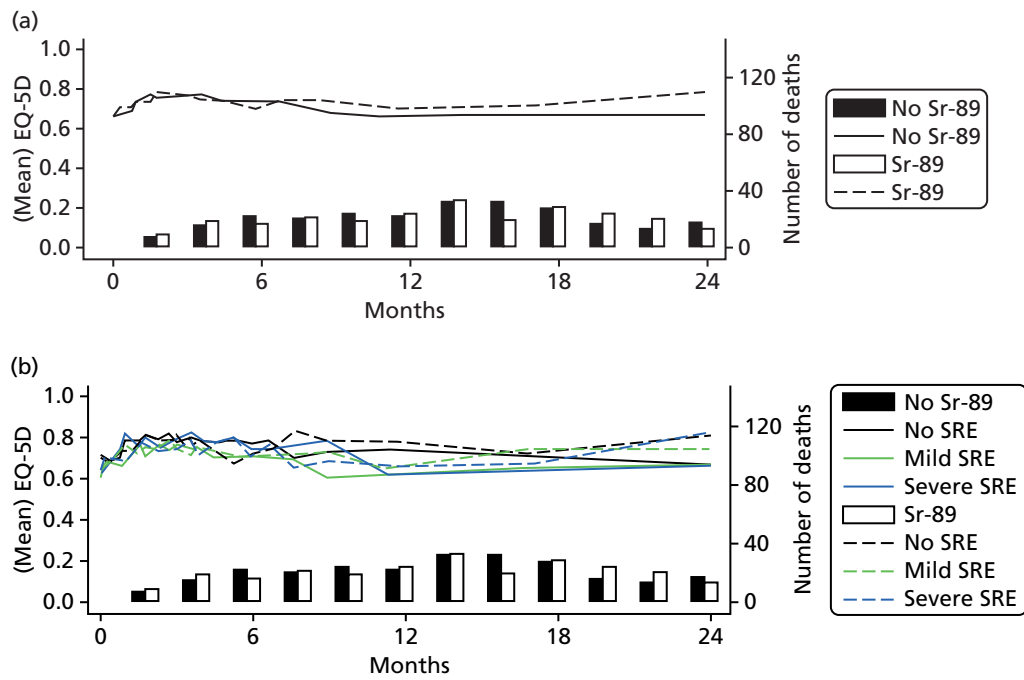 (a)
1.0
0.8
0.6
0.4
0.2
0.0
(Mean) EQ-5D
120
80
40
0
Number of deaths
0 6 12 18 24
Months
No Sr-89
No Sr-89
Sr-89
Sr-89
(b)
1.0
0.8
0.6
0.4
0.2
0.0
(Mean) EQ-5D
120
80
40
0
Number of deaths
0 6 12 18 24
Months
No Sr-89
No SRE
Mild SRE
Severe SRE
Sr-89
No SRE
Mild SRE
Severe SRE